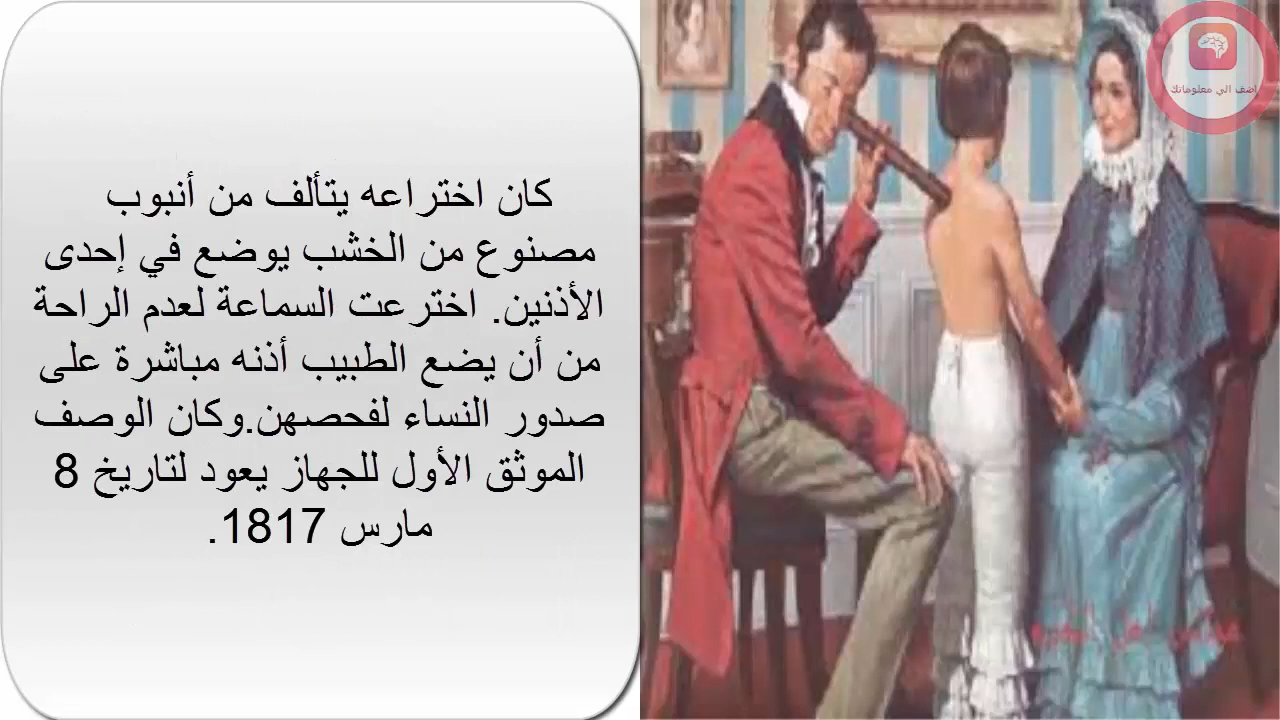 كان اختراعه يتألف من أنبوب
مصنوع من الخشب يوضع في إحدى
الأذنين. اخترعت السماعة لعدم الراحة
من أن يضع الطبيب أذنه مباشرة على
صدور النساء لفحصهن.وكان الوصف
الموثق الأول للجهاز يعود لتاريخ 8
مارس 1817.
اضف الي معلوماتك